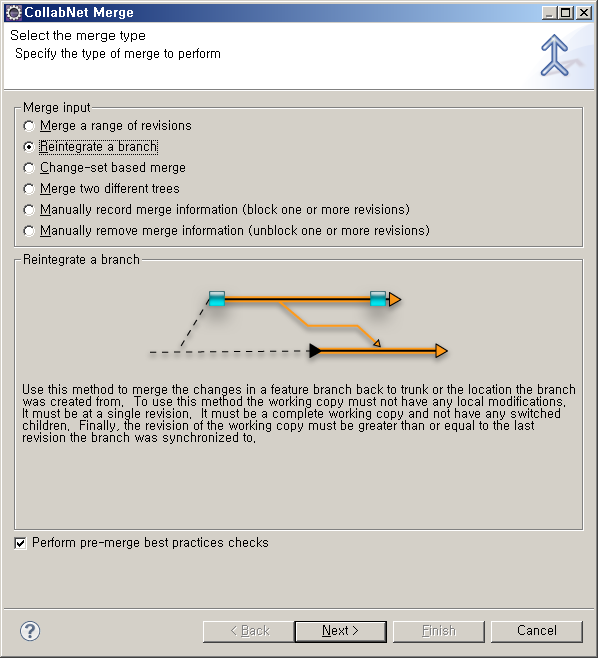 CollabNet Merge
Select the merge type
Specify the type of merge to perform
Merge input
Merge a range of revisions
Reintegrate a branch
Change-set based merge
Merge two different trees
Manually record merge information (block one or more revisions)
Manually remove merge information (unblock one or more revisions)
Reintegrate a branch
Use this method to merge the changes in a feature branch back to trunk or the location the branch
was created from.  To use this method the working copy must not have any local modifications.
It must be at a single revision.  It must be a complete working copy and not have any switched
children.  Finally, the revision of the working copy must be greater than or equal to the last
revision the branch was synchronized to.
Perform pre-merge best practices checks
?
< Back
Next >
Finish
Cancel